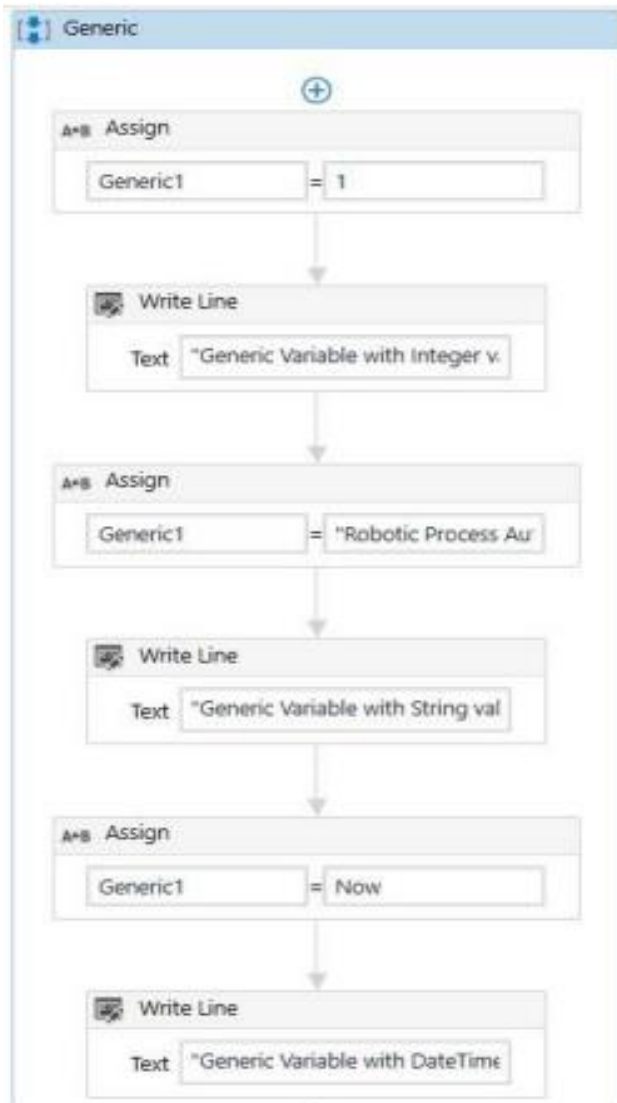 Generic
A+B Assign
Generic1 = 1
Write Line
Text "Generic Variable with Integer v
A+B Assign
Generic1 = "Robotic Process Au
Write Line
Text "Generic Variable with String val
A+B Assign
Generic1 = Now
Write Line
Text "Generic Variable with DateTime